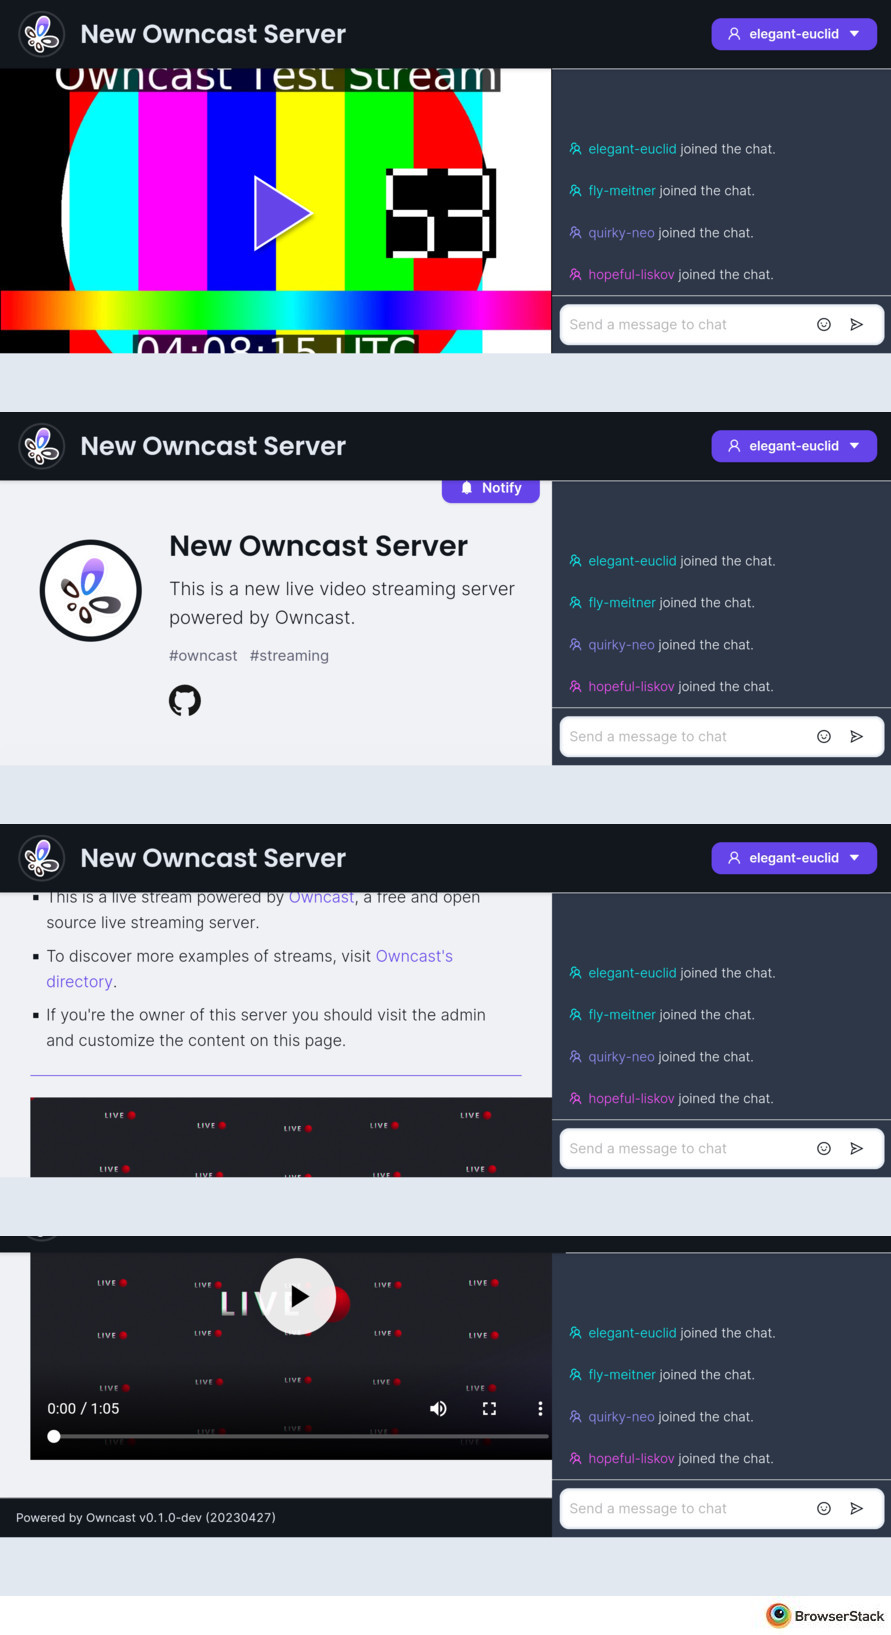 New Owncast Server
elegant-euclid
Owncast Test Stream
04:08:15 UTC
elegant-euclid joined the chat.
fly-meitner joined the chat.
quirky-neo joined the chat.
hopeful-liskov joined the chat.
Send a message to chat
New Owncast Server
elegant-euclid
Notify
New Owncast Server
This is a new live video streaming server
powered by Owncast.
#owncast #streaming
elegant-euclid joined the chat.
fly-meitner joined the chat.
quirky-neo joined the chat.
hopeful-liskov joined the chat.
Send a message to chat
New Owncast Server
elegant-euclid
This is a live stream powered by Owncast, a free and open
source live streaming server.
To discover more examples of streams, visit Owncast's
directory.
If you're the owner of this server you should visit the admin
and customize the content on this page.
LIVE LIVE LIVE LIVE LIVE
LIVE LIVE LIVE LIVE LIVE
elegant-euclid joined the chat.
fly-meitner joined the chat.
quirky-neo joined the chat.
hopeful-liskov joined the chat.
Send a message to chat
LIVE LIVE LIVE LIVE
LIV
LIVE LIVE LIVE LIVE LIVE
LIVE LIVE LIVE LIVE LIVE
0:00 / 1:05
Powered by Owncast v0.1.0-dev (20230427)
elegant-euclid joined the chat.
fly-meitner joined the chat.
quirky-neo joined the chat.
hopeful-liskov joined the chat.
Send a message to chat
BrowserStack